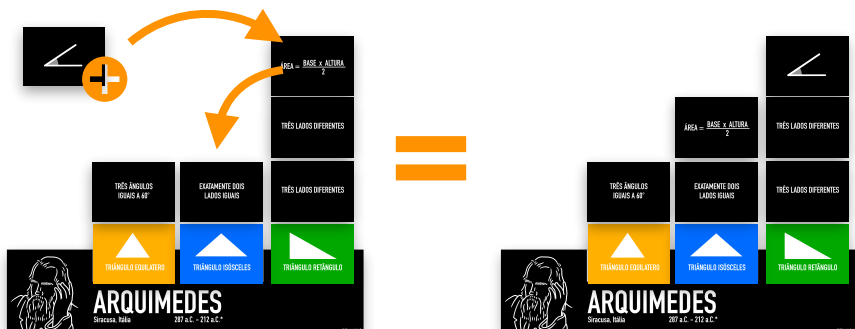 ÁREA = BASE x ALTURA
2
TRÊS LADOS DIFERENTES
TRÊS ÂNGULOS
IGUAIS A 60°
EXATAMENTE DOIS
LADOS IGUAIS
TRÊS LADOS DIFERENTES
TRIÂNGULO EQUILATERO
TRIÂNGULO ISÓSCELES
TRIÂNGULO RETÂNGULO
ARQUIMEDES
Siracusa, Itália
287 a.C. - 212 a.C.*
=
ÁREA = BASE x ALTURA
2
TRÊS LADOS DIFERENTES
TRÊS ÂNGULOS
IGUAIS A 60°
EXATAMENTE DOIS
LADOS IGUAIS
TRÊS LADOS DIFERENTES
TRIÂNGULO EQUILATERO
TRIÂNGULO ISÓSCELES
TRIÂNGULO RETÂNGULO
ARQUIMEDES
Siracusa, Itália
287 a.C. - 212 a.C.*